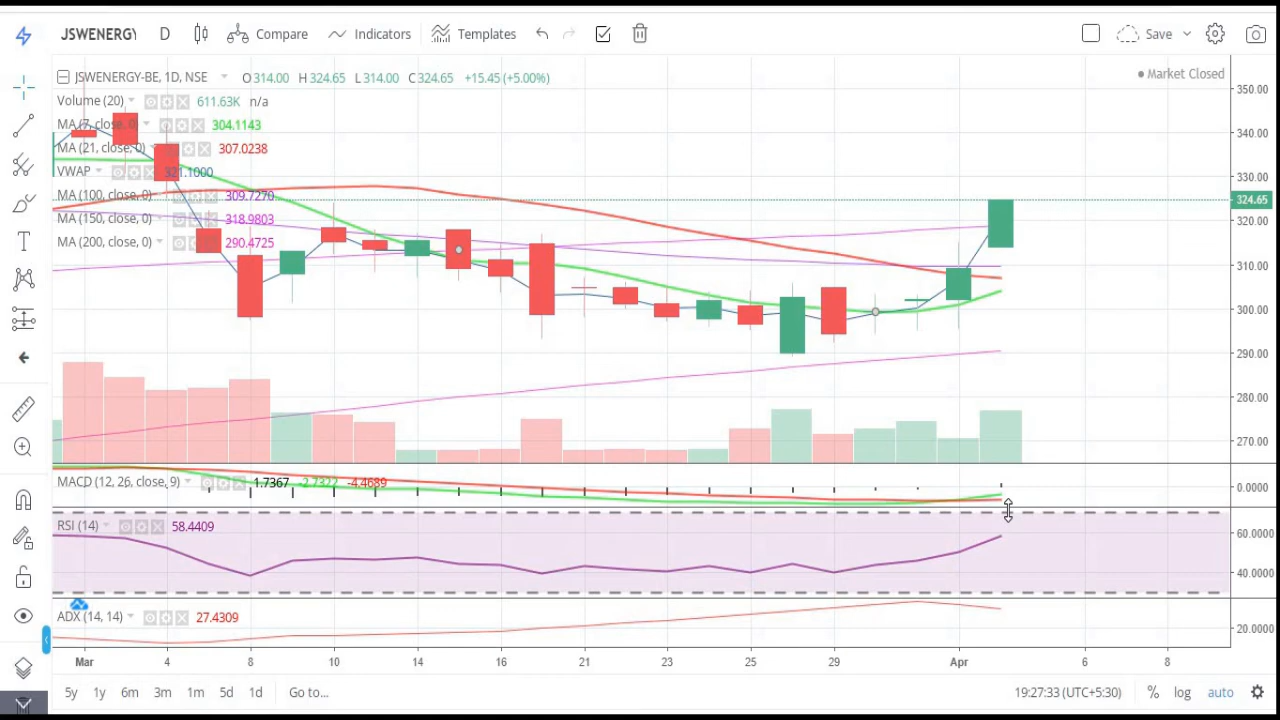 JSWENERGY D Compare Indicators Templates Save
JSWENERGY-BE, 1D, NSE O314.00 H324.65 L314.00 C324.65 +15.45 (+5.00%)
Market Closed
Volume (20) 611.63K n/a
MA (7, close, 0) 304.1143
MA (21, close, 0) 307.0238
VWAP 321.1000
MA (100, close, 0) 309.7270
MA (150, close, 0) 318.9803
MA (200, close, 0) 290.4725
350.00
340.00
330.00
324.65
320.00
310.00
300.00
290.00
280.00
270.00
MACD (12, 26, close, 9) 1.7367 -2.7322 -4.4689
0.0000
RSI (14) 58.4409
60.0000
40.0000
ADX (14, 14) 27.4309
20.0000
Mar 4 8 10 14 16 21 23 25 29 Apr 6 8
5y 1y 6m 3m 1m 5d 1d Go to... 19:27:33 (UTC+5:30) % log auto